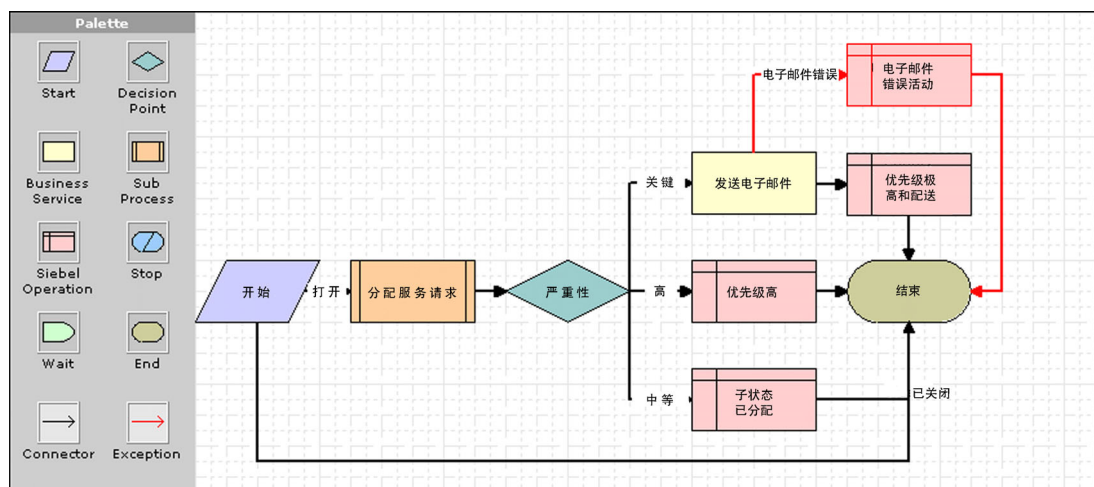 Palette
Start
Decision
Point
Business
Service
Sub
Process
Siebel
Operation
Stop
Wait
End
Connector
Exception
电子邮件错误
电子邮件
错误活动
关键
发送电子邮件
优先级极
高和配送
开始
打开
分配服务请求
严重性
高
优先级高
结束
中等
子状态
已分配
已关闭